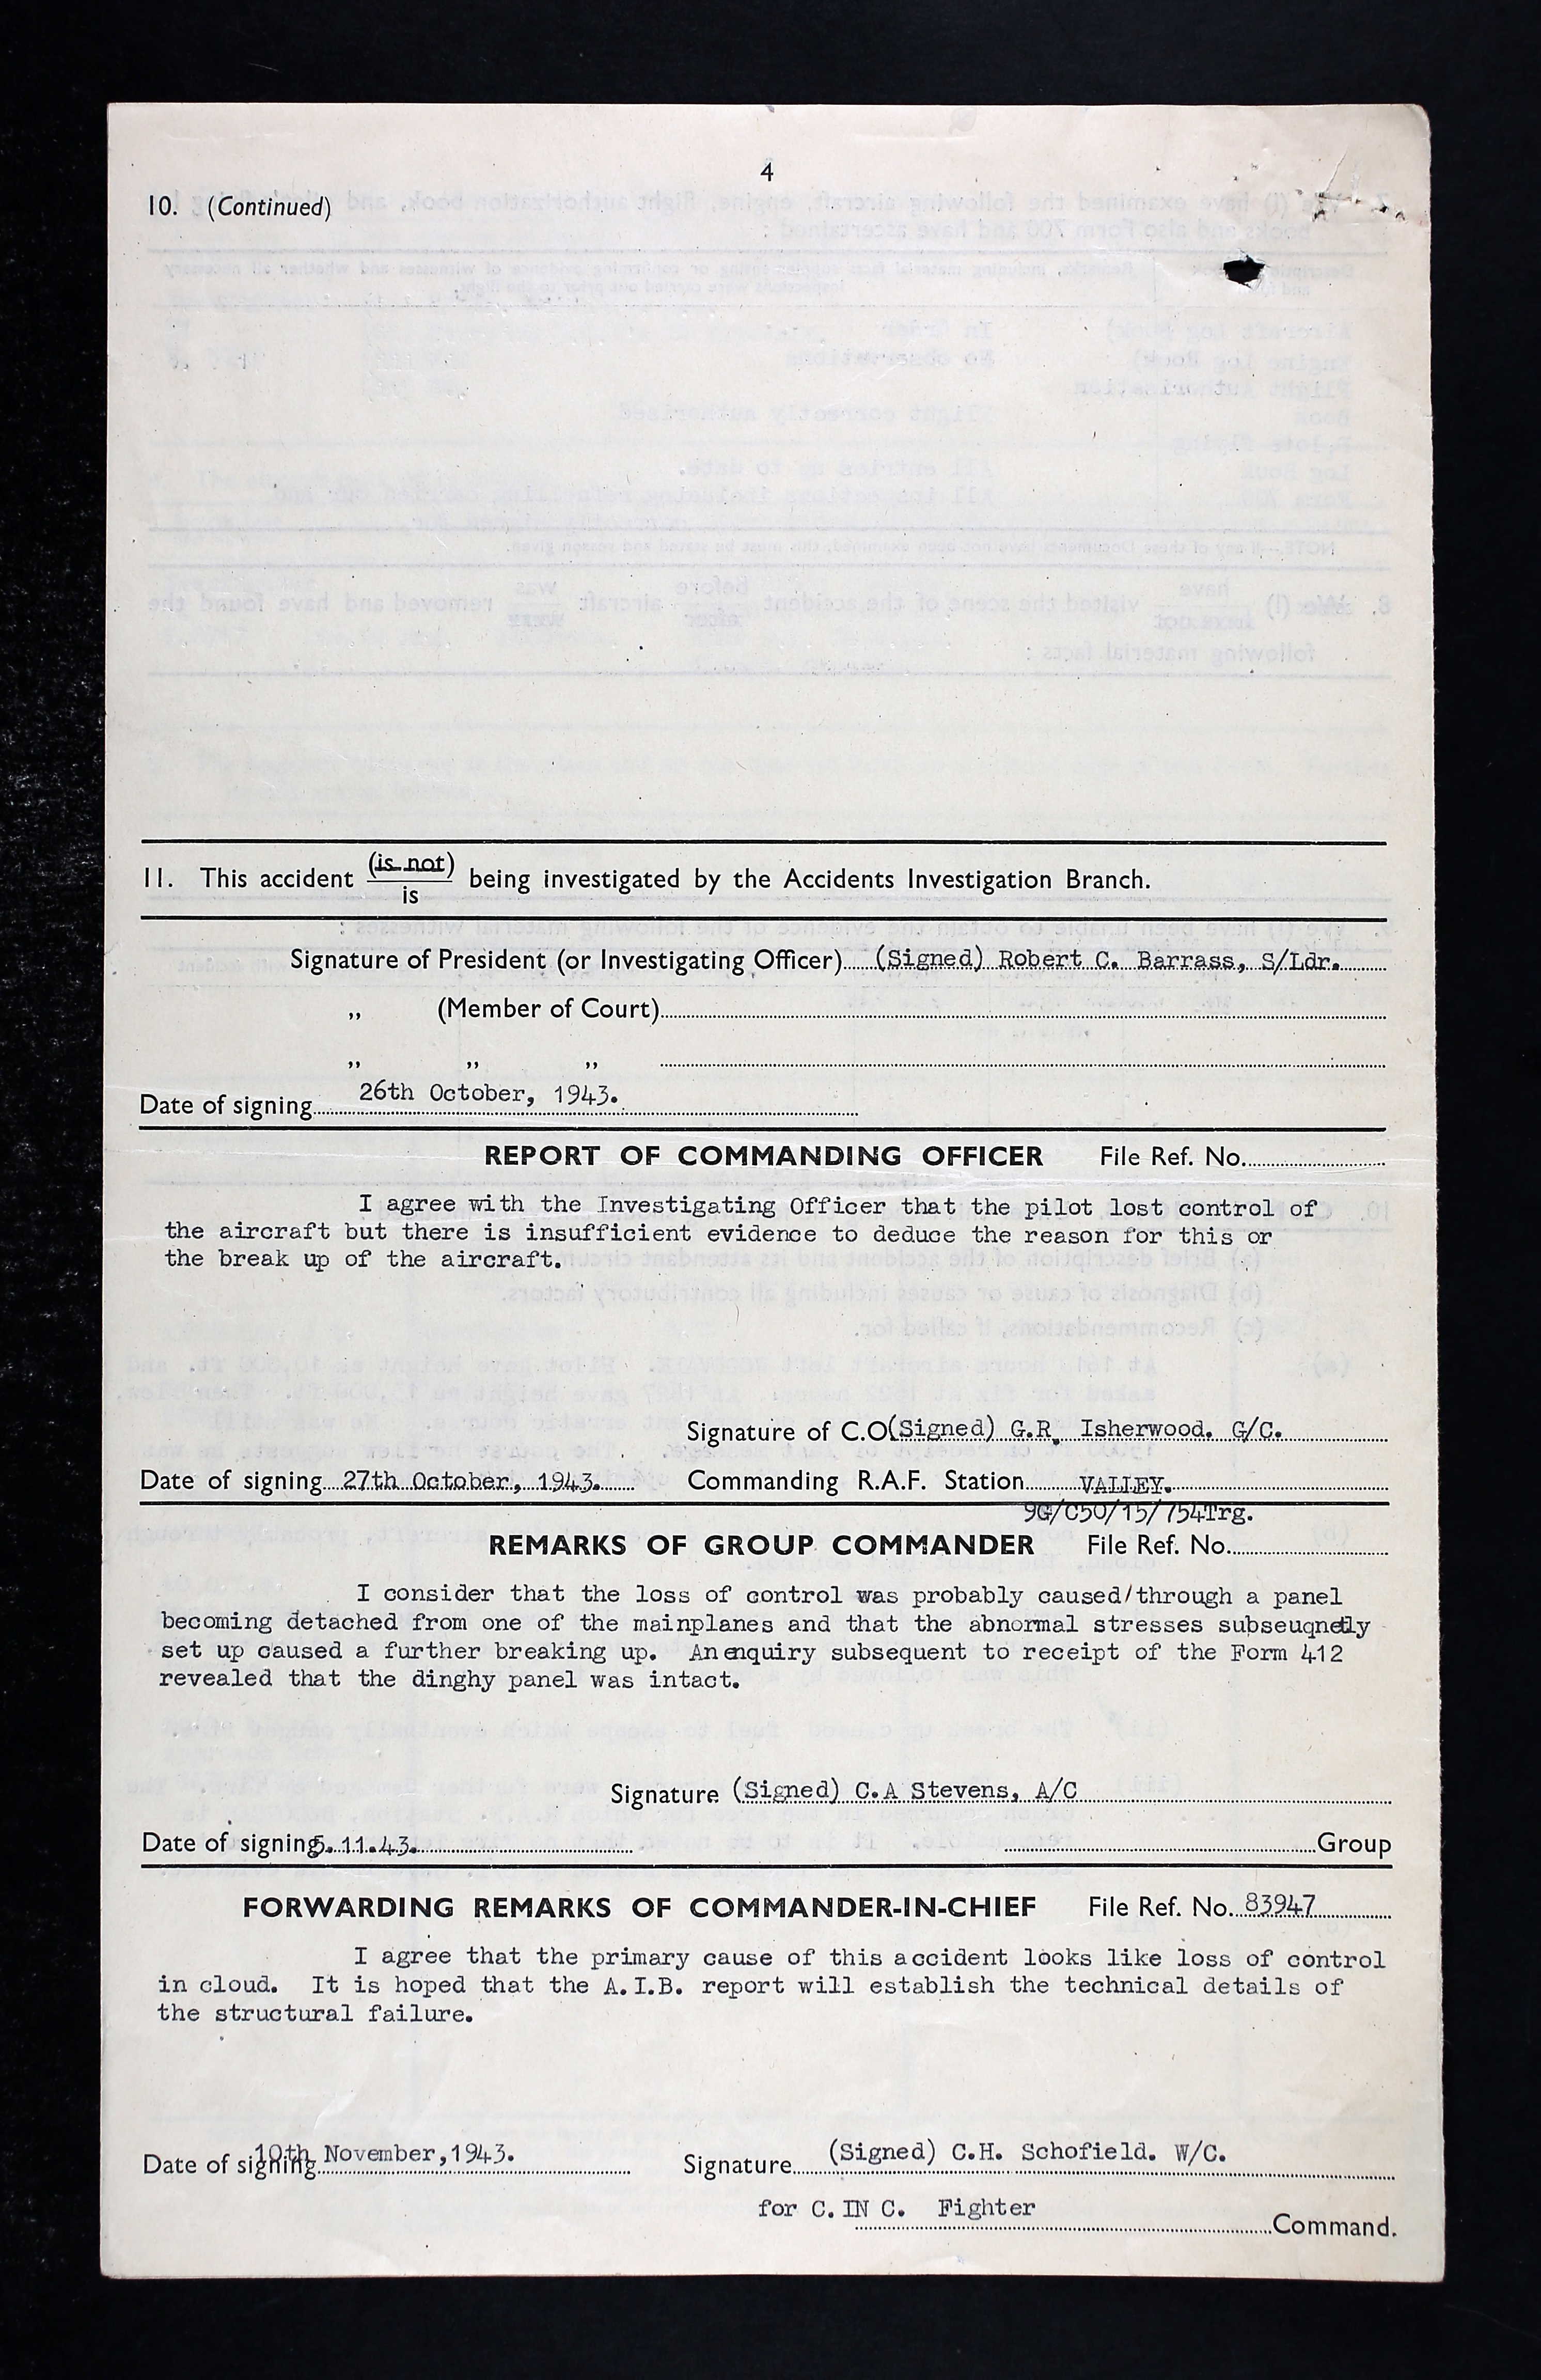 4
10. (Continued)
11. This accident (is not) being investigated by the Accidents Investigation Branch.
is
Signature of President (or Investigating Officer) (Signed) Robert C. Barrass, S/Ldr.
„ (Member of Court)
„ „ „
26th October, 1943.
Date of signing
REPORT OF COMMANDING OFFICER File Ref. No.
I agree with the Investigating Officer that the pilot lost control of
the aircraft but there is insufficient evidence to deduce the reason for this or
the break up of the aircraft.
Signature of C.O (Signed) G.R. Isherwood. G/C.
Date of signing 27th October, 1943. Commanding R.A.F. Station VALLEY.
9G/C50/15/754Trg.
REMARKS OF GROUP COMMANDER File Ref. No.
I consider that the loss of control was probably caused/through a panel
becoming detached from one of the mainplanes and that the abnormal stresses
set up caused a further breaking up. An enquiry subsequent to receipt of the Form 412
revealed that the dinghy panel was intact.
Signature (Signed) C.A Stevens, A/C
Date of signing 5.11.43. Group
FORWARDING REMARKS OF COMMANDER-IN-CHIEF File Ref. No. 83947
I agree that the primary cause of this accident looks like loss of control
in cloud. It is hoped that the A.I.B. report will establish the technical details of
the structural failure.
Date of signing 10th November,1943. Signature (Signed) C.H. Schofield. W/C.
for C.IN C. Fighter Command.